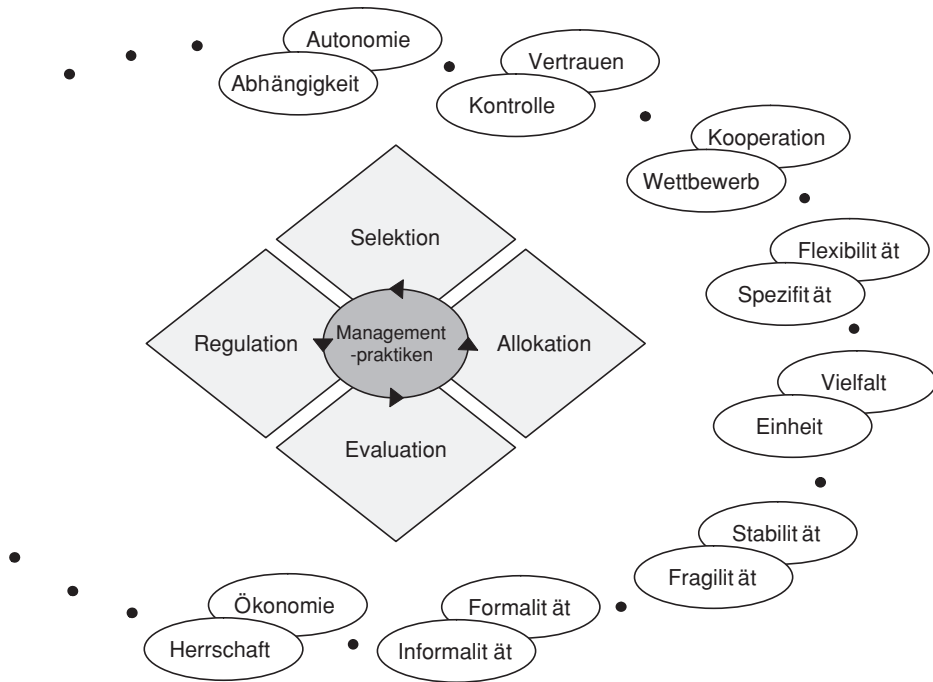 Autonomie
Abhängigkeit
Vertrauen
Kontrolle
Kooperation
Wettbewerb
Selektion
Flexibilit ät
Spezifit ät
Regulation
Management
-praktiken
Allokation
Vielfalt
Einheit
Evaluation
Stabilit ät
Fragilit ät
Ökonomie
Herrschaft
Formalit ät
Informalit ät